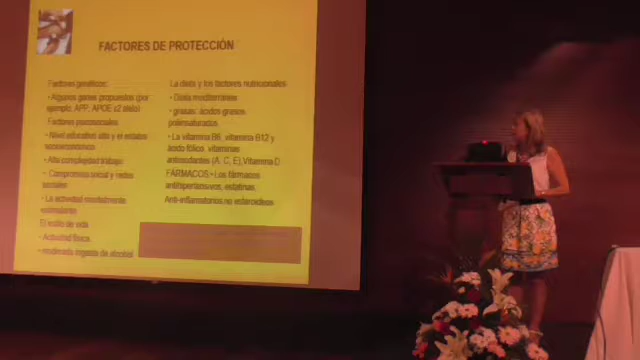 FACTORES DE PROTECCIÓN
• Factores genéticos:
• Algunos genes propuestos (por
ejemplo, APP, APOE ε2 alelo)
Factores psicosociales
• Nivel educativo alto y el estatus
socioeconómico
• Alta complejidad trabajo
• Compromiso social y redes
sociales
• La actividad mentalmente
estimulante
El estilo de vida
• Actividad física
• moderada ingesta de alcohol
La dieta y los factores nutricionales
• Dieta mediterránea
• grasas: ácidos grasos
poliinsaturados
• La vitamina B6, vitamina B12 y
ácido fólico, vitaminas
antioxidantes (A, C, E), Vitamina D
FÁRMACOS • Los fármacos
antihipertensivos, estatinas,
Anti-inflamatorios no esteroideos